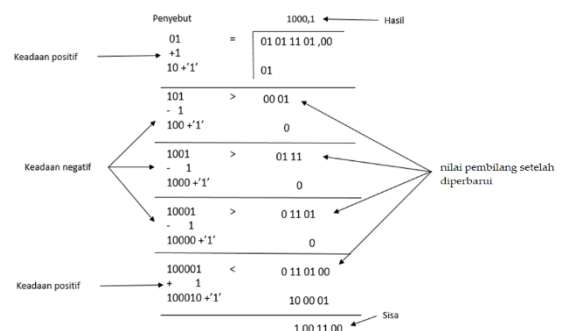 Penyebut 1000,1 Hasil
01 = 01 01 11 01 ,00
Keadaan positif +1
10 +'1' 01
101 > 00 01
- 1
100 +'1' 0
1001 > 01 11
Keadaan negatif - 1
1000 +'1' 0
nilai pembilang setelah
diperbarui
10001 > 0 11 01
- 1
10000 +'1' 0
100001 < 0 11 01 00
Keadaan positif + 1
100010 +'1' 10 00 01
Sisa
1 00 11 00